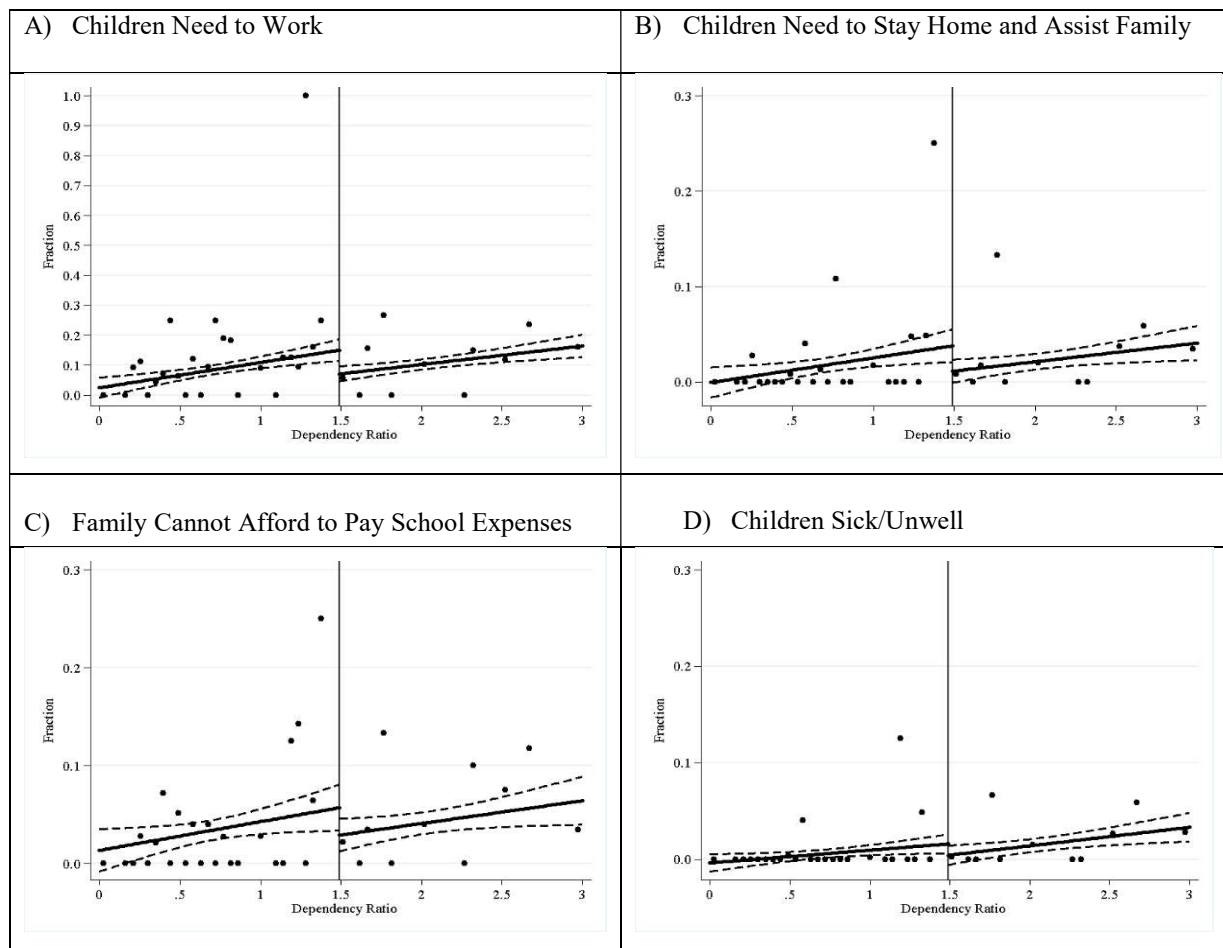 A) Children Need to Work
B) Children Need to Stay Home and Assist Family
1.0
0.9
0.8
0.7
0.6
0.5
0.4
0.3
0.2
0.1
0.0
Fraction
0 .5 1 1.5 2 2.5 3
Dependency Ratio
0.3
0.2
0.1
0.0
Fraction
0 .5 1 1.5 2 2.5 3
Dependency Ratio
C) Family Cannot Afford to Pay School Expenses
D) Children Sick/Unwell
0.3
0.2
0.1
0.0
Fraction
0 .5 1 1.5 2 2.5 3
Dependency Ratio
0.3
0.2
0.1
0.0
Fraction
0 .5 1 1.5 2 2.5 3
Dependency Ratio